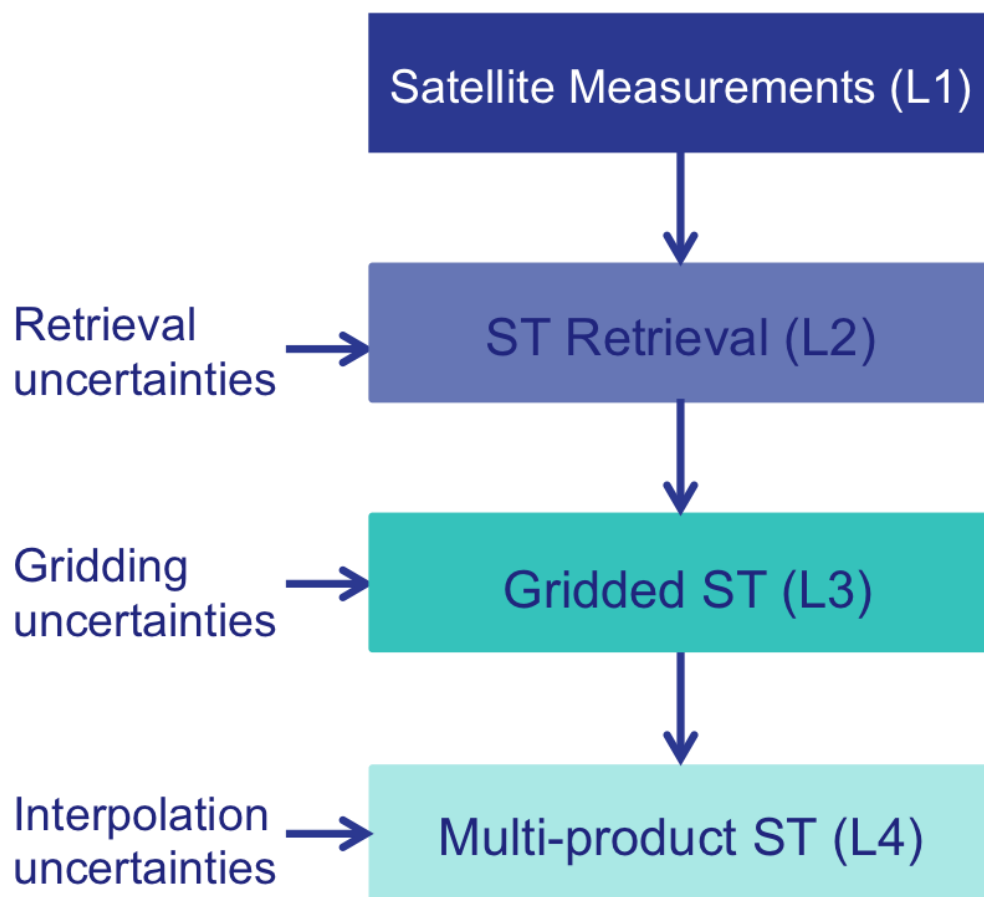 Satellite Measurements (L1)
Retrieval
uncertainties
ST Retrieval (L2)
Gridding
uncertainties
Gridded ST (L3)
Interpolation
uncertainties
Multi-product ST (L4)